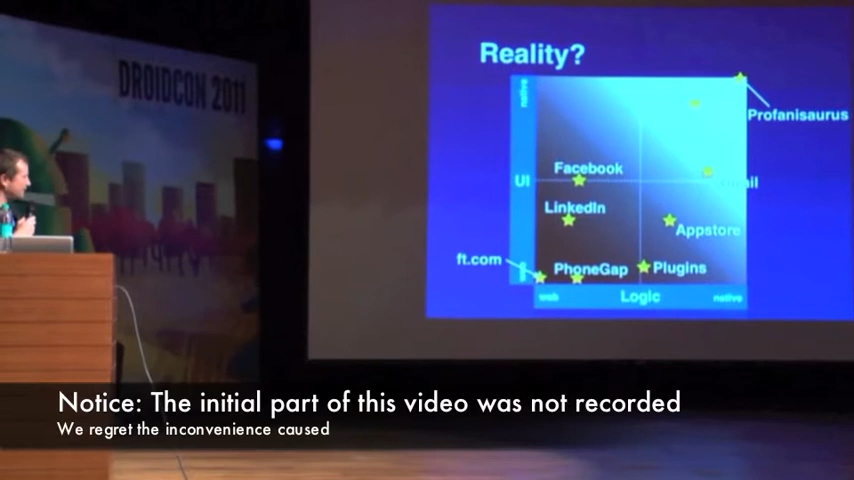 DROIDCON 2011
Reality?
native
Profanisaurus
Facebook
UI
LinkedIn
Appstore
ft.com
PhoneGap
Plugins
web
Logic
native
Notice: The initial part of this video was not recorded
We regret the inconvenience caused